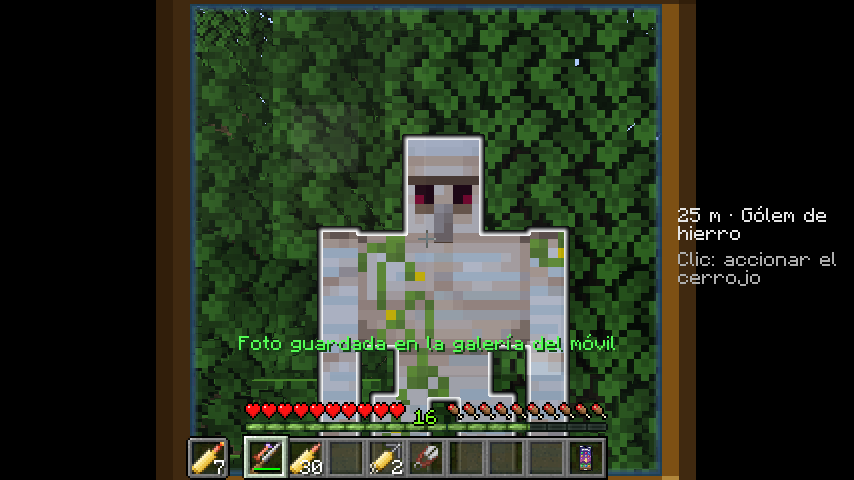 25 m · Gólem de
hierro
Clic: accionar el
cerrojo
Foto guardada en la galería del móvil
16
7
30
2